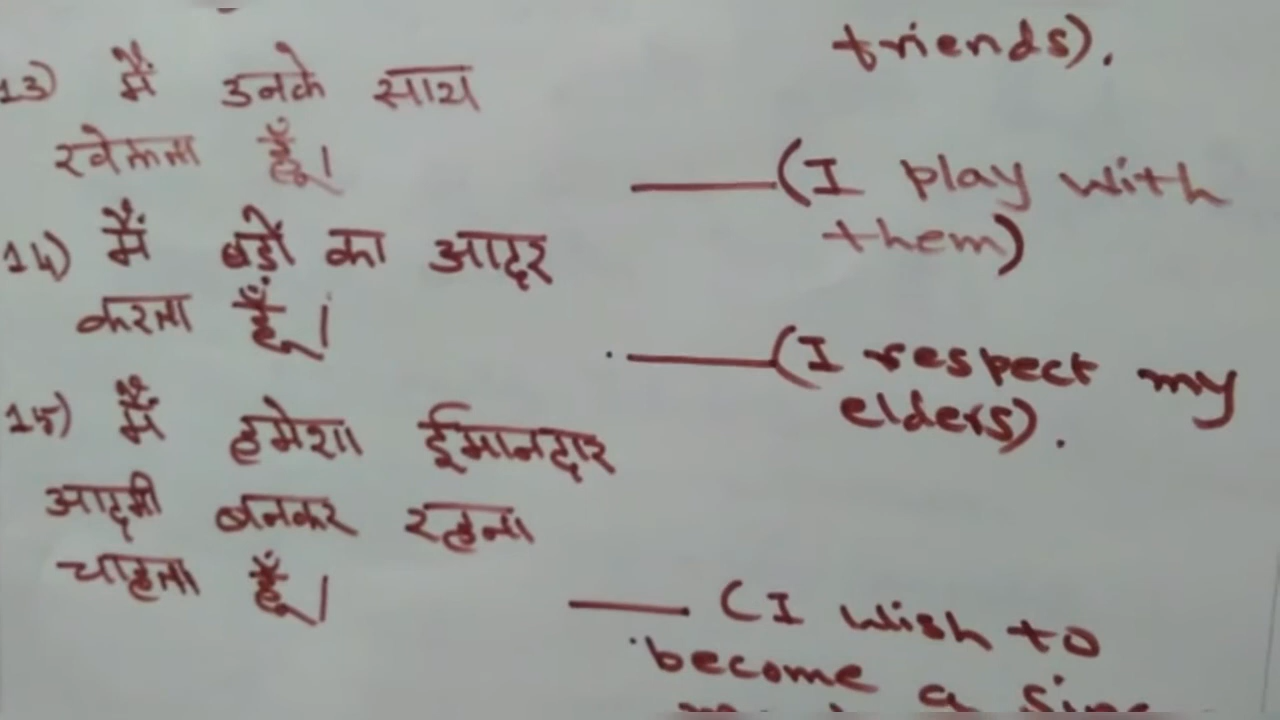 friends).
13) मैं उनके साथ
खेलता हूँ।
——(I play with
them)
14) मैं बड़ों का आदर
करता हूँ।
——(I respect my
elders).
15) मैं हमेशा ईमानदार
आदमी बनकर रहना
चाहता हूँ।
—— (I wish to
become a